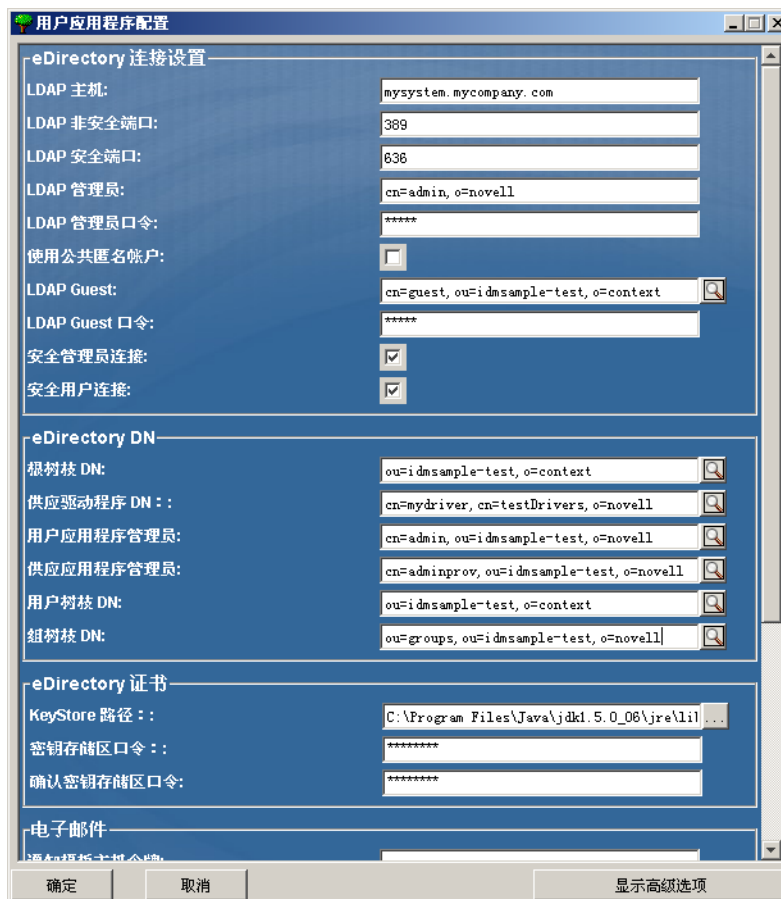 用户应用程序配置
eDirectory 连接设置
LDAP 主机: mysystem.mycompany.com
LDAP 非安全端口: 389
LDAP 安全端口: 636
LDAP 管理员: cn=admin, o=novell
LDAP 管理员口令: *****
使用公共匿名帐户:
LDAP Guest: cn=guest, ou=idmsample-test, o=context
LDAP Guest 口令: *****
安全管理员连接:
安全用户连接:
eDirectory DN
根树枝 DN: ou=idmsample-test, o=context
供应驱动程序 DN：: cn=mydriver, cn=testDrivers, o=novell
用户应用程序管理员: cn=admin, ou=idmsample-test, o=novell
供应应用程序管理员: cn=adminprov, ou=idmsample-test, o=novell
用户树枝 DN: ou=idmsample-test, o=context
组树枝 DN: ou=groups, ou=idmsample-test, o=novell
eDirectory 证书
KeyStore 路径：: C:\Program Files\Java\jdk1.5.0_06\jre\lil ...
密钥存储区口令：: ********
确认密钥存储区口令: ********
电子邮件
确定 取消 显示高级选项